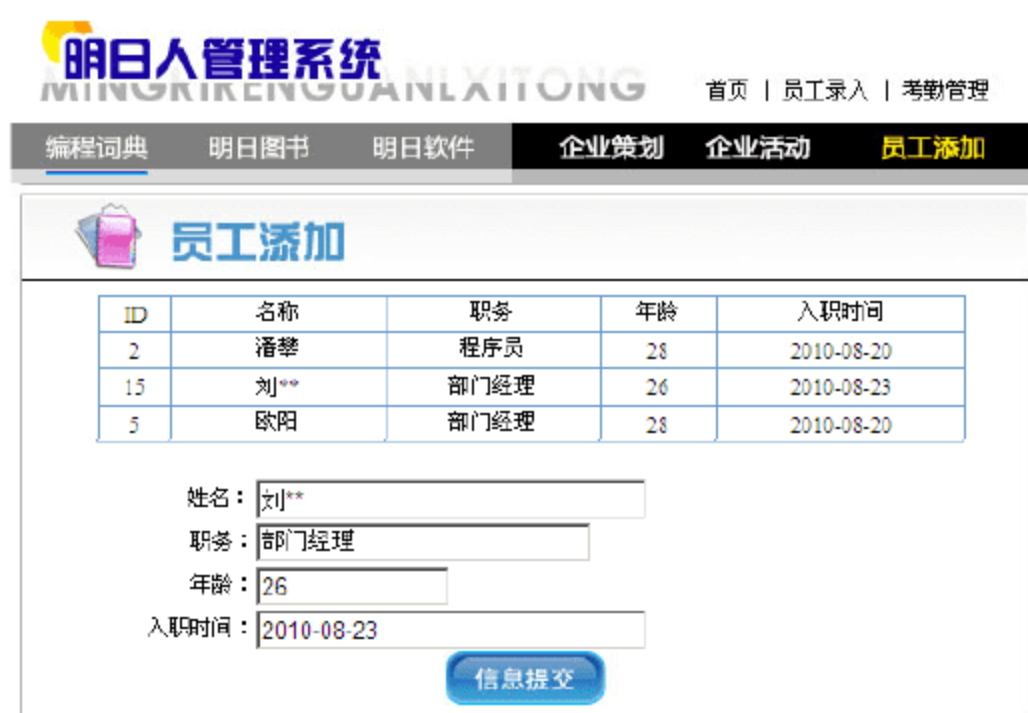 明日人管理系统
MINGRIRENGUANLXITONG
首页 | 员工录入 | 考勤管理
编程词典 明日图书 明日软件 企业策划 企业活动 员工添加
员工添加
ID 名称 职务 年龄 入职时间
2 潘攀 程序员 28 2010-08-20
15 刘** 部门经理 26 2010-08-23
5 欧阳 部门经理 28 2010-08-20
姓名：刘**
职务：部门经理
年龄：26
入职时间：2010-08-23
信息提交